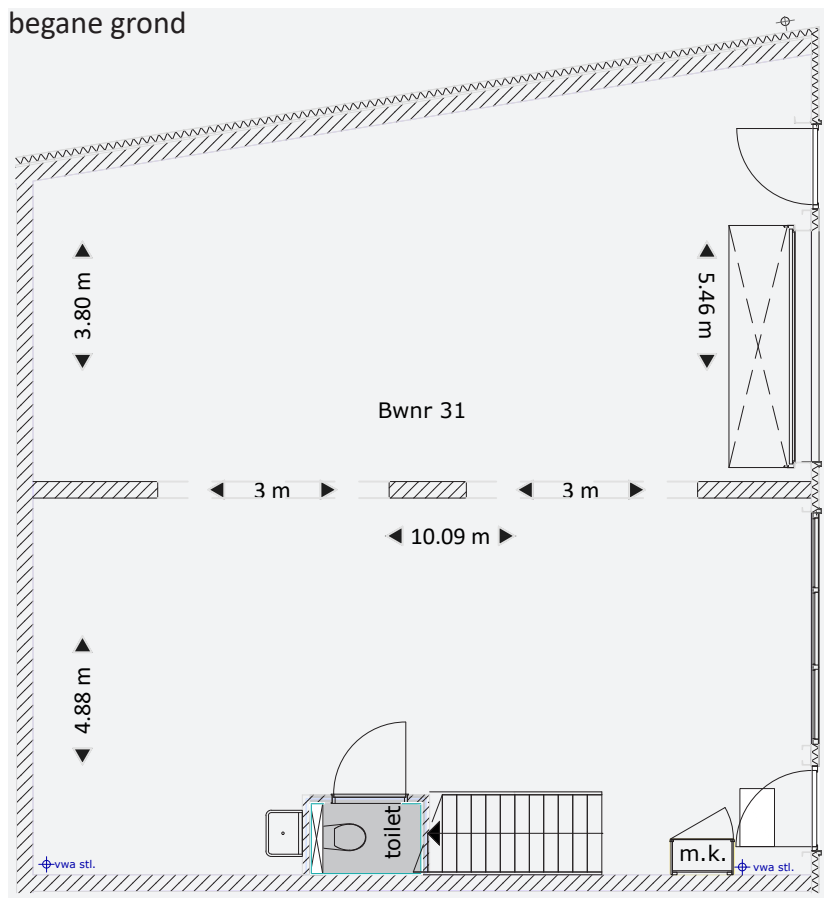 begane grond
3.80 m
5.46 m
Bwnr 31
3 m
3 m
10.09 m
4.88 m
toilet
m.k.
vwa stl.
vwa stl.